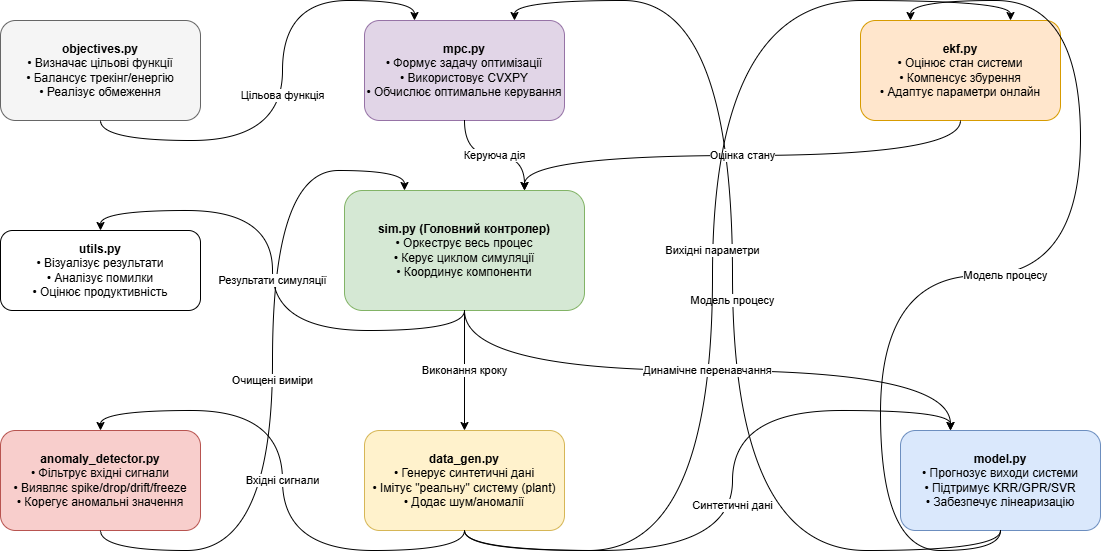 objectives.py
• Визначає цільові функції
• Балансує трекінг/енергію
• Реалізує обмеження
mpc.py
• Формує задачу оптимізації
• Використовує CVXPY
• Обчислює оптимальне керування
ekf.py
• Оцінює стан системи
• Компенсує збурення
• Адаптує параметри онлайн
Цільова функція
Керуюча дія
Оцінка стану
sim.py (Головний контролер)
• Оркеструє весь процес
• Керує циклом симуляції
• Координує компоненти
utils.py
• Візуалізує результати
• Аналізує помилки
• Оцінює продуктивність
Результати симуляції
Вихідні параметри
Модель процесу
Модель процесу
Очищені виміри
Виконання кроку
Динамічне перенавчання
anomaly_detector.py
• Фільтрує вхідні сигнали
• Виявляє spike/drop/drift/freeze
• Корегує аномальні значення
Вхідні сигнали
data_gen.py
• Генерує синтетичні дані
• Імітує "реальну" систему (plant)
• Додає шум/аномалії
Синтетичні дані
model.py
• Прогнозує виходи системи
• Підтримує KRR/GPR/SVR
• Забезпечує лінеаризацію